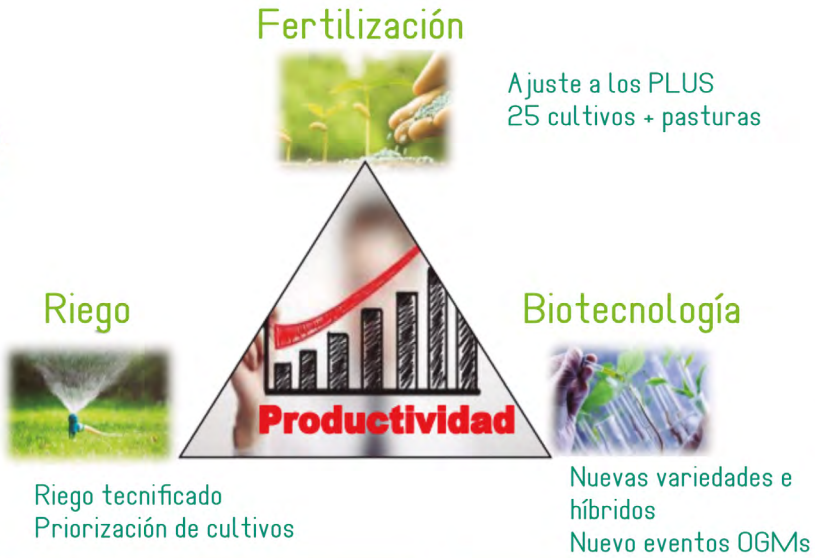 Fertilización
Ajuste a los PLUS
25 cultivos + pasturas
Riego
Biotecnología
Productividad
Riego tecnificado
Priorización de cultivos
Nuevas variedades e
híbridos
Nuevo eventos OGMs